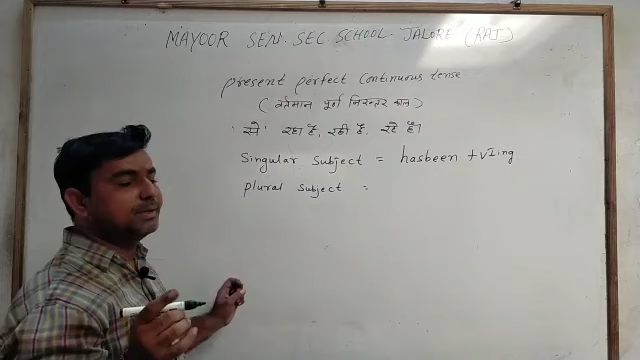 MAYOOR SEN. SEC SCHOOL. JALORE (RAJ)
present perfect continuous tense
(वर्तमान पूर्ण निरन्तर काल)
'से' रहा है, रही है, रहे हैं।
Singular Subject = hasbeen + VIing
plural Subject =